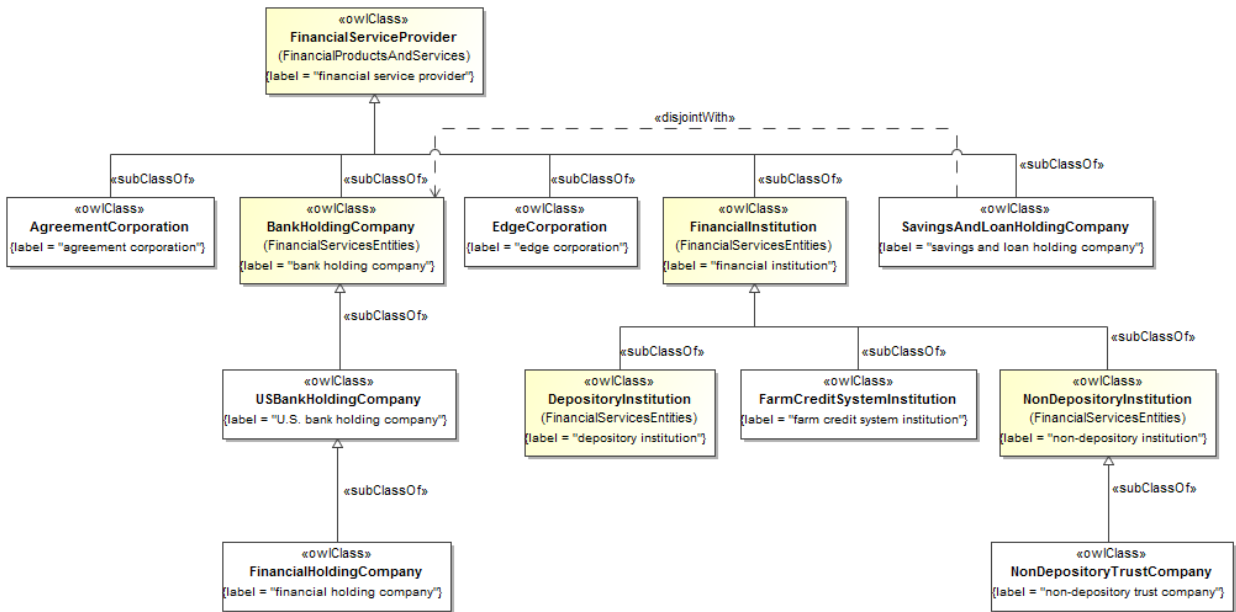 «owlClass»
FinancialServiceProvider
(FinancialProductsAndServices)
{label = "financial service provider"}
«disjointWith»
«subClassOf»
«subClassOf»
«subClassOf»
«subClassOf»
«subClassOf»
«owlClass»
AgreementCorporation
{label = "agreement corporation"}
«owlClass»
BankHoldingCompany
(FinancialServicesEntities)
{label = "bank holding company"}
«owlClass»
EdgeCorporation
{label = "edge corporation"}
«owlClass»
FinancialInstitution
(FinancialServicesEntities)
{label = "financial institution"}
«owlClass»
SavingsAndLoanHoldingCompany
{label = "savings and loan holding company"}
«subClassOf»
«subClassOf»
«subClassOf»
«subClassOf»
«owlClass»
USBankHoldingCompany
{label = "U.S. bank holding company"}
«owlClass»
DepositoryInstitution
(FinancialServicesEntities)
{label = "depository institution"}
«owlClass»
FarmCreditSystemInstitution
{label = "farm credit system institution"}
«owlClass»
NonDepositoryInstitution
(FinancialServicesEntities)
{label = "non-depository institution"}
«subClassOf»
«subClassOf»
«owlClass»
FinancialHoldingCompany
{label = "financial holding company"}
«owlClass»
NonDepositoryTrustCompany
{label = "non-depository trust company"}